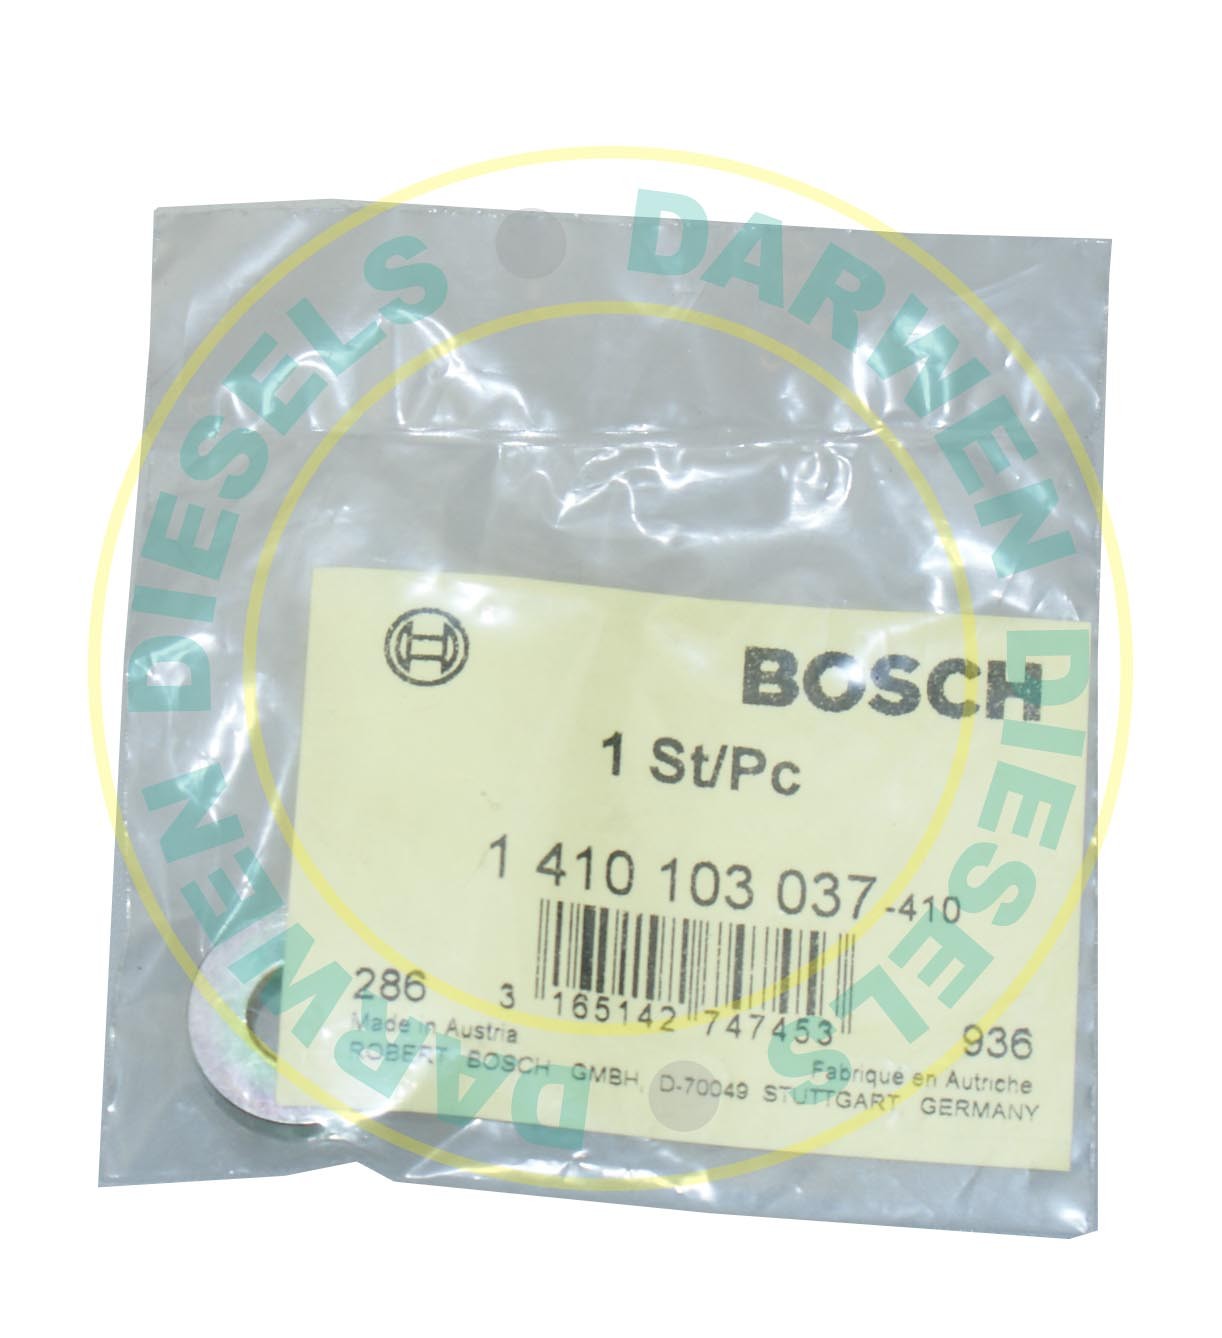 DARWEN DIESELS
DARWEN DIESELS
BOSCH
1 St/Pc
1 410 103 037 -410
286
3 165142 747453
936
Made in Austria
Fabriqué en Autriche
ROBERT BOSCH GMBH, D-70049 STUTTGART, GERMANY